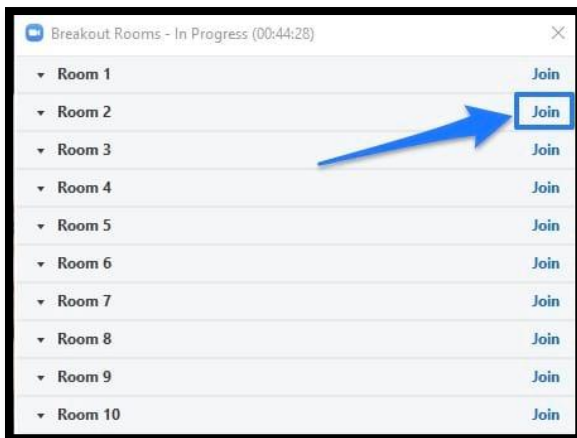 Breakout Rooms - In Progress (00:44:28)
Room 1 Join
Room 2 Join
Room 3 Join
Room 4 Join
Room 5 Join
Room 6 Join
Room 7 Join
Room 8 Join
Room 9 Join
Room 10 Join